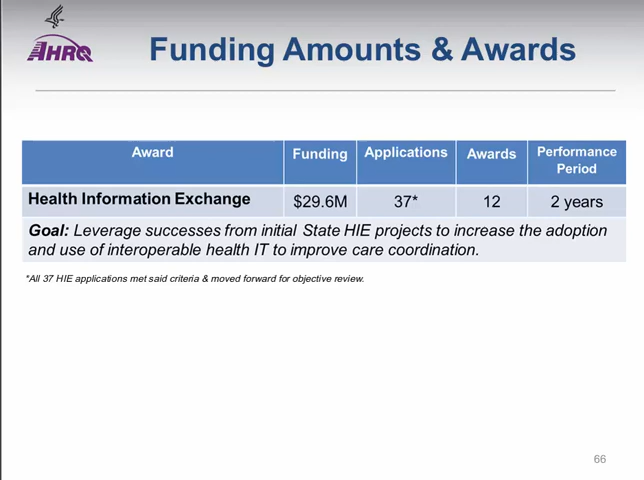 AHRQ
Funding Amounts & Awards
Award Funding Applications Awards Performance
Period
Health Information Exchange $29.6M 37* 12 2 years
Goal: Leverage successes from initial State HIE projects to increase the adoption
and use of interoperable health IT to improve care coordination.
*All 37 HIE applications met said criteria & moved forward for objective review.
66